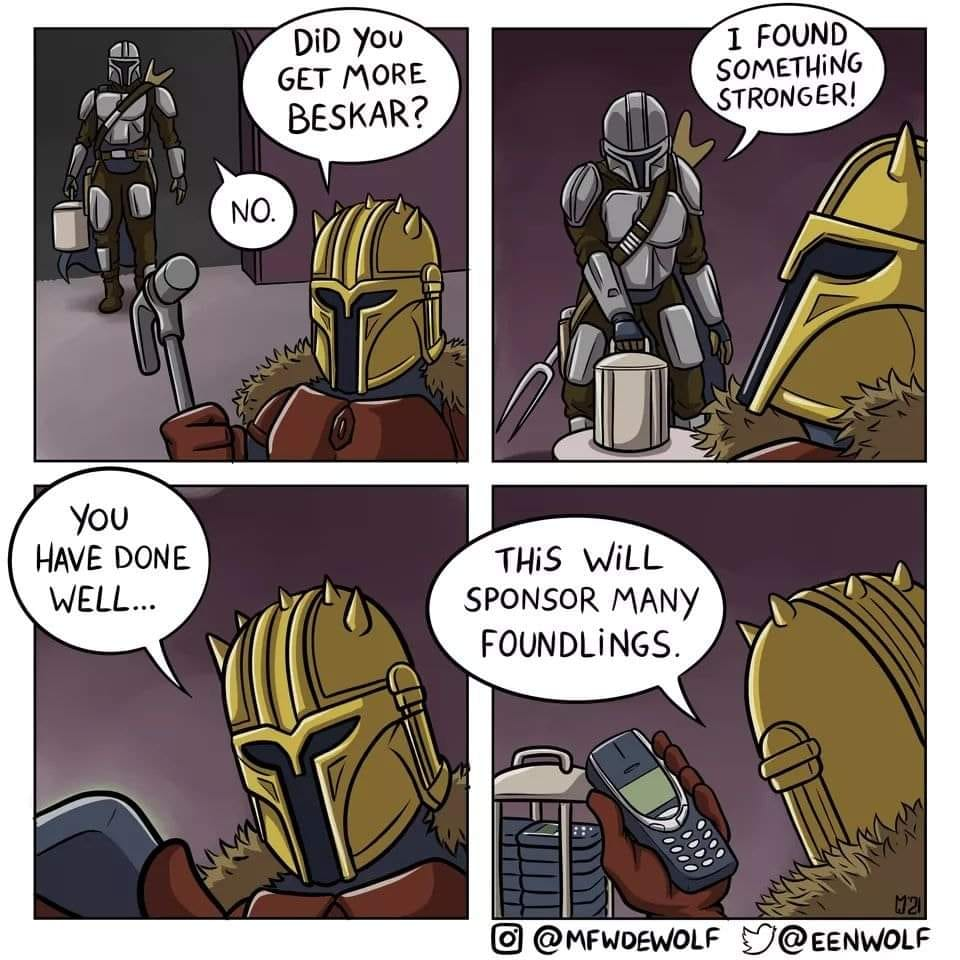 DiD YOU
GET MORE
BESKAR?
NO.
I FOUND
SOMETHiNG
STRONGER!
YOU
HAVE DONE
WELL...
THiS WiLL
SPONSOR MANY
FOUNDLiNGS.
@MFWDEWOLF @EENWOLF